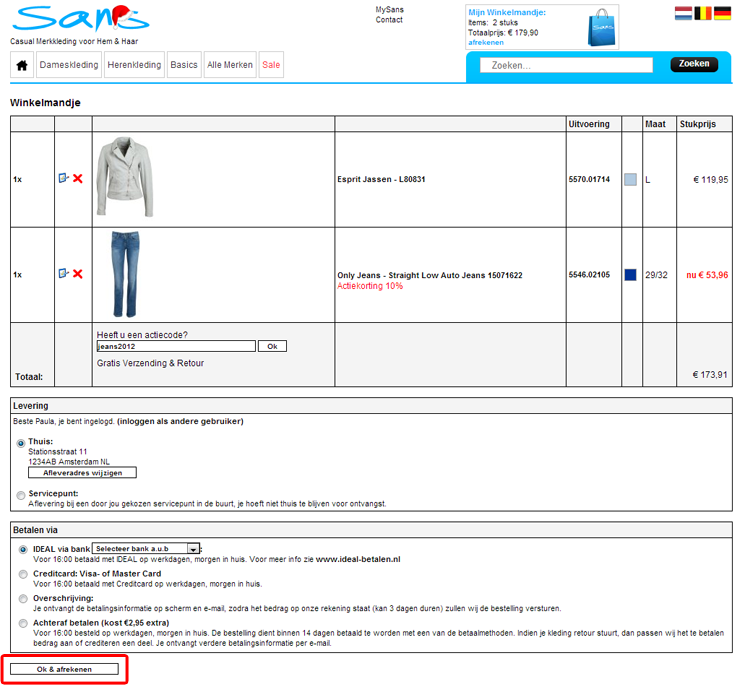 Sans
Casual Merkkleding voor Hem & Haar
MySans
Contact
Mijn Winkelmandje:
Items: 2 stuks
Totaalprijs: € 179,90
afrekenen
Dameskleding
Herenkleding
Basics
Alle Merken
Sale
Zoeken...
Zoeken
Winkelmandje
Uitvoering Maat Stukprijs
1x Esprit Jassen - L80831 5570.01714 L € 119,95
1x Only Jeans - Straight Low Auto Jeans 15071622 5546.02105 29/32 nu € 53,96
Actiekorting 10%
Heeft u een actiecode?
jeans2012 Ok
Gratis Verzending & Retour
Totaal: € 173,91
Levering
Beste Paula, je bent ingelogd. (inloggen als andere gebruiker)
Thuis:
Stationsstraat 11
1234AB Amsterdam NL
Afleveradres wijzigen
Servicepunt:
Aflevering bij een door jou gekozen servicepunt in de buurt, je hoeft niet thuis te blijven voor ontvangst.
Betalen via
IDEAL via bank Selecteer bank a.u.b :
Voor 16:00 betaald met IDEAL op werkdagen, morgen in huis. Voor meer info zie www.ideal-betalen.nl
Creditcard: Visa- of Master Card
Voor 16:00 betaald met Creditcard op werkdagen, morgen in huis.
Overschrijving:
Je ontvangt de betalingsinformatie op scherm en e-mail, zodra het bedrag op onze rekening staat (kan 3 dagen duren) zullen wij de bestelling versturen.
Achteraf betalen (kost €2,95 extra)
Voor 16:00 besteld op werkdagen, morgen in huis. De bestelling dient binnen 14 dagen betaald te worden met een van de betaalmethoden. Indien je kleding retour stuurt, dan passen wij het te betalen
bedrag aan of crediteren een deel. Je ontvangt verdere betalingsinformatie per e-mail.
Ok & afrekenen